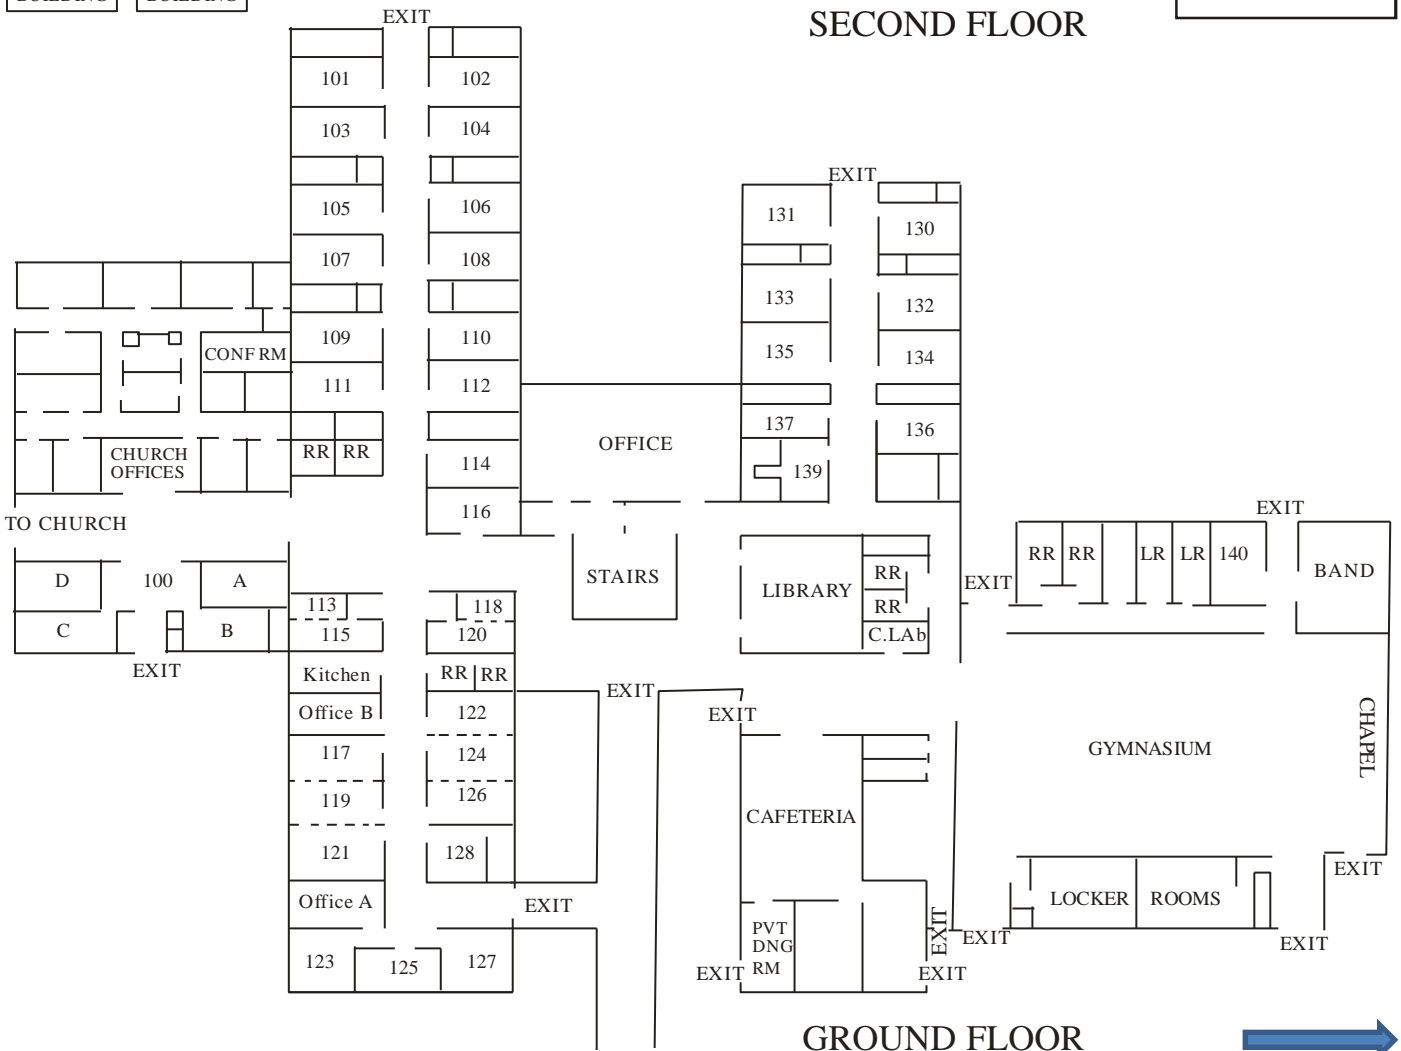 BUILDING
BUILDING
EXIT
SECOND FLOOR
101
102
103
104
105
106
107
108
109
110
CONF RM
111
112
RR
RR
114
116
CHURCH
OFFICES
TO CHURCH
OFFICE
STAIRS
EXIT
131
130
133
132
135
134
137
136
139
LIBRARY
RR
RR
C.LAb
EXIT
EXIT
RR
RR
LR
LR
140
BAND
D
100
A
C
B
EXIT
113
118
115
120
Kitchen
RR
RR
Office B
122
117
124
119
126
121
128
Office A
EXIT
123
125
127
EXIT
EXIT
CAFETERIA
PVT
DNG
RM
EXIT
EXIT
EXIT
EXIT
GYMNASIUM
CHAPEL
LOCKER
ROOMS
EXIT
EXIT
GROUND FLOOR